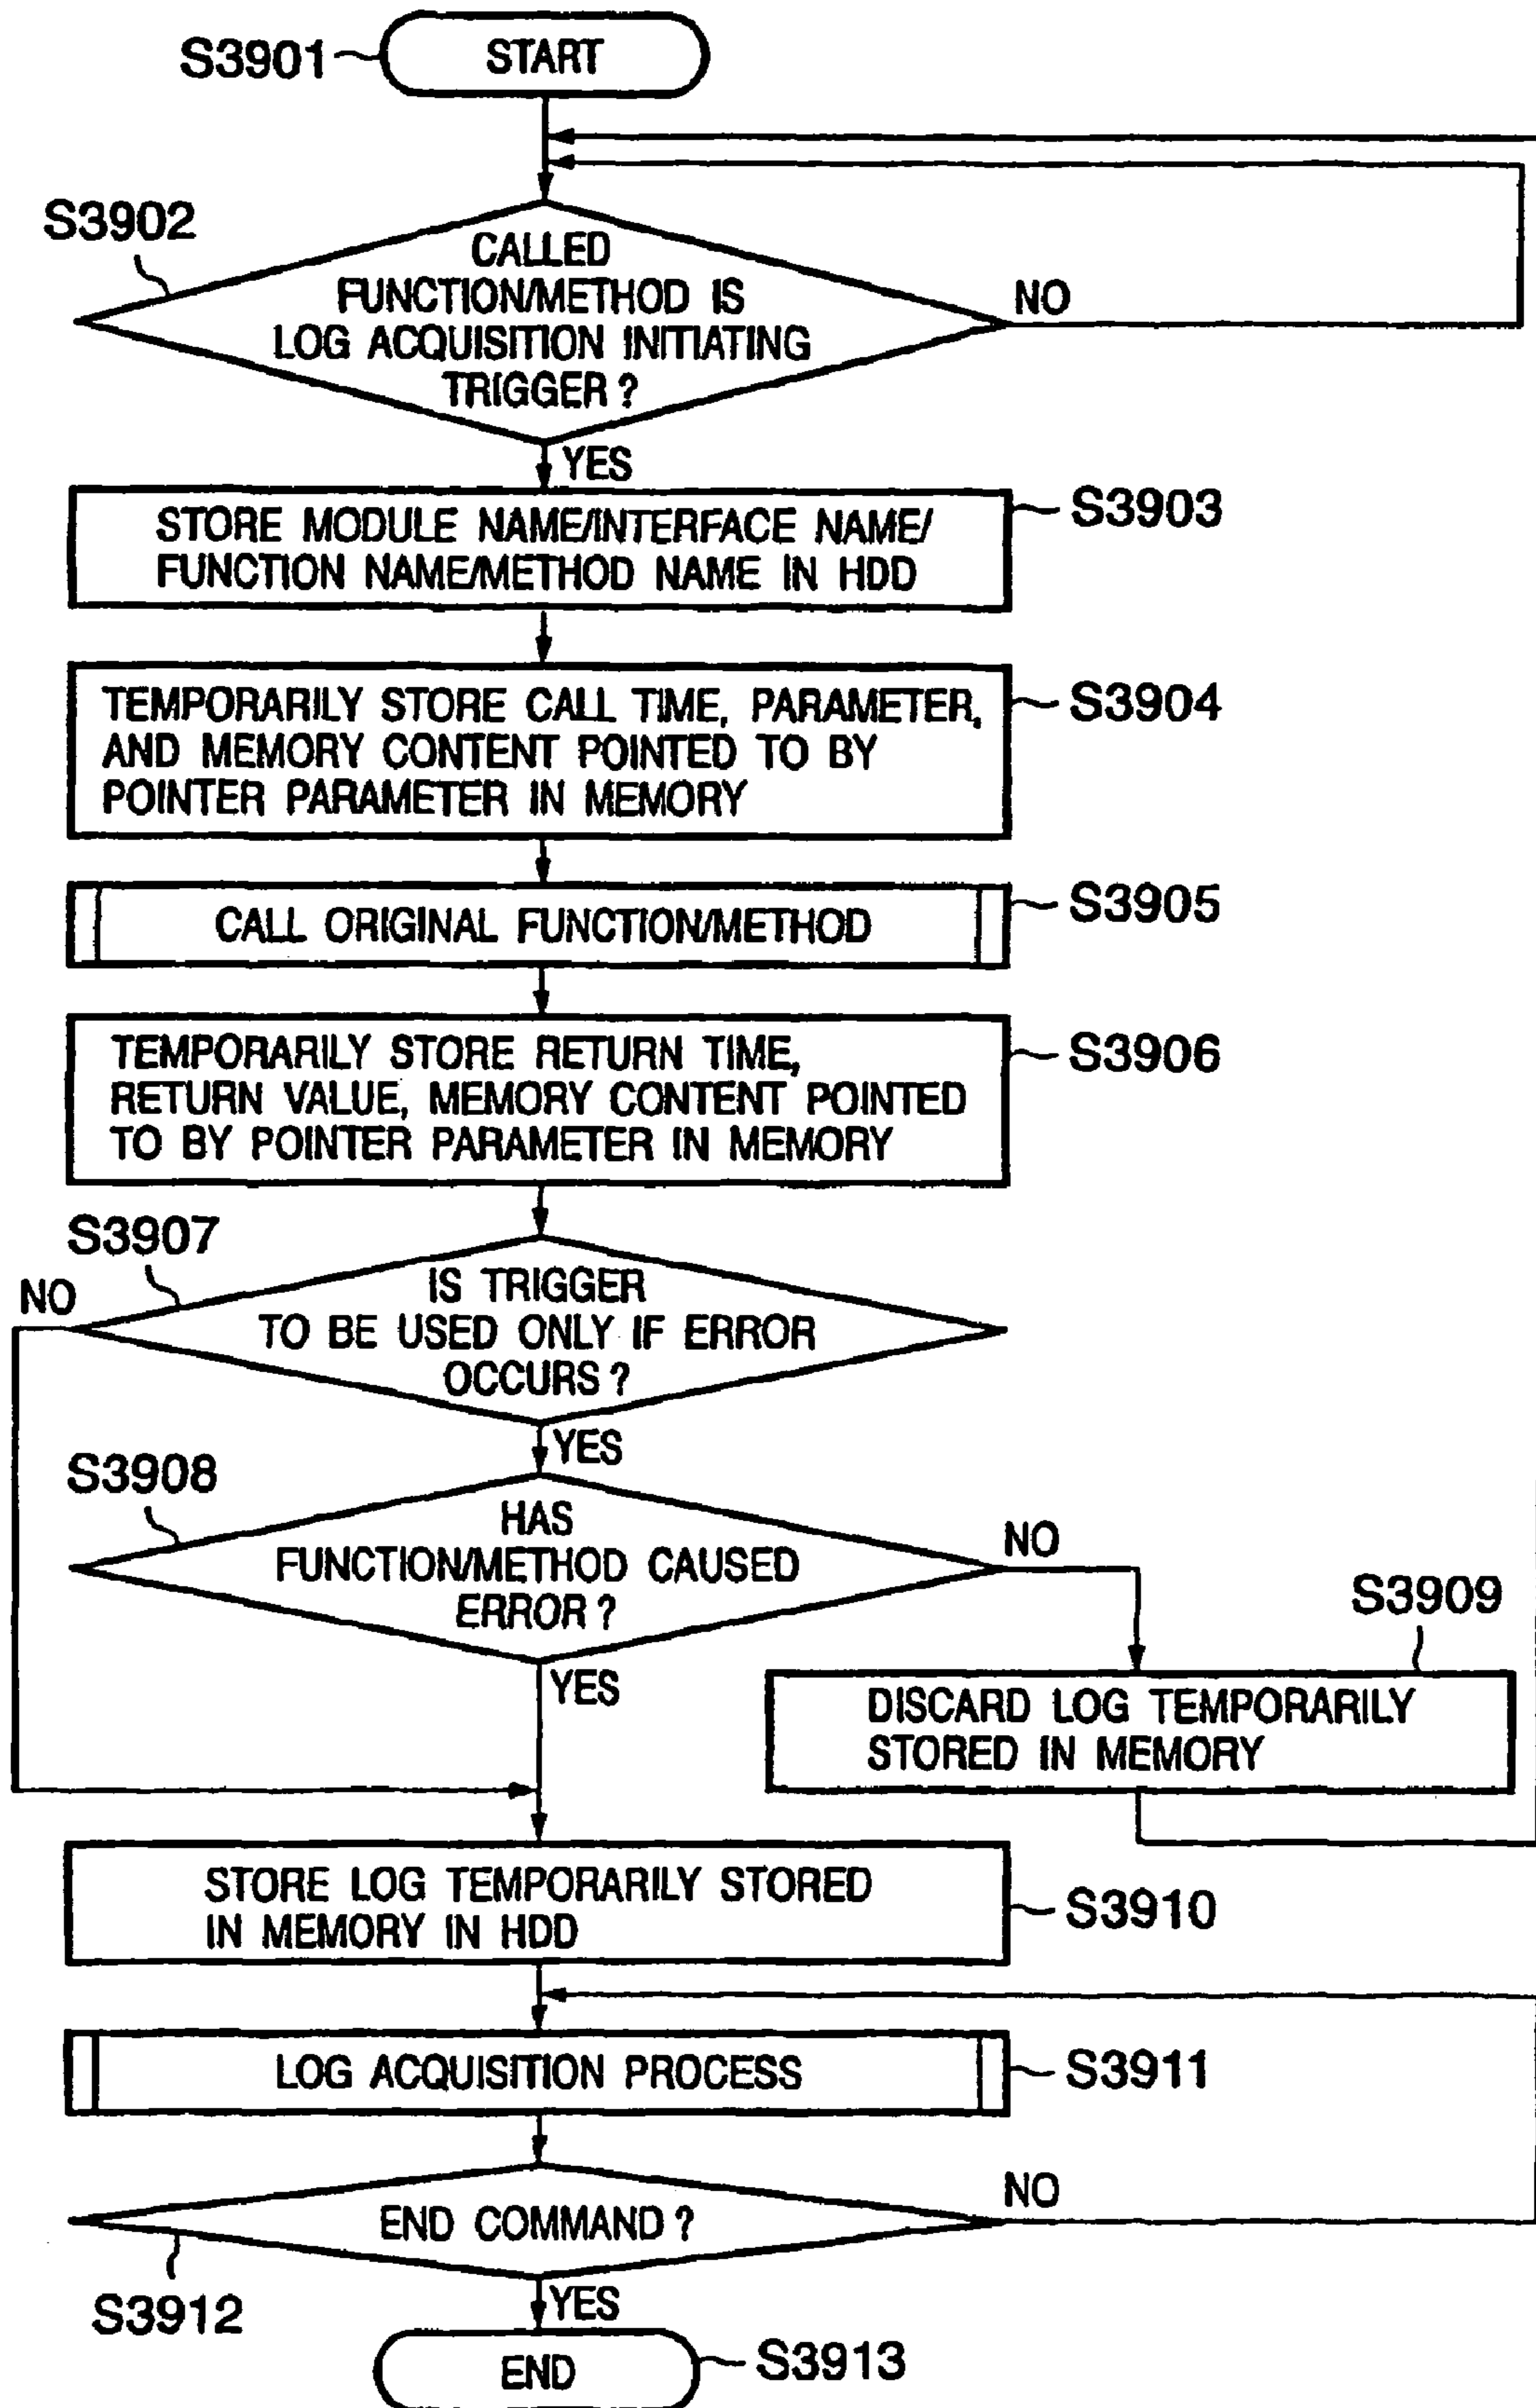 S3901
START
S3902
CALLED
FUNCTION/METHOD IS
LOG ACQUISITION INITIATING
TRIGGER ?
NO
YES
STORE MODULE NAME/INTERFACE NAME/
FUNCTION NAME/METHOD NAME IN HDD
S3903
TEMPORARILY STORE CALL TIME, PARAMETER,
AND MEMORY CONTENT POINTED TO BY
POINTER PARAMETER IN MEMORY
S3904
CALL ORIGINAL FUNCTION/METHOD
S3905
TEMPORARILY STORE RETURN TIME,
RETURN VALUE, MEMORY CONTENT POINTED
TO BY POINTER PARAMETER IN MEMORY
S3906
S3907
NO
IS TRIGGER
TO BE USED ONLY IF ERROR
OCCURS ?
YES
S3908
HAS
FUNCTION/METHOD CAUSED
ERROR ?
NO
YES
S3909
DISCARD LOG TEMPORARILY
STORED IN MEMORY
STORE LOG TEMPORARILY STORED
IN MEMORY IN HDD
S3910
LOG ACQUISITION PROCESS
S3911
END COMMAND ?
NO
S3912
YES
END
S3913